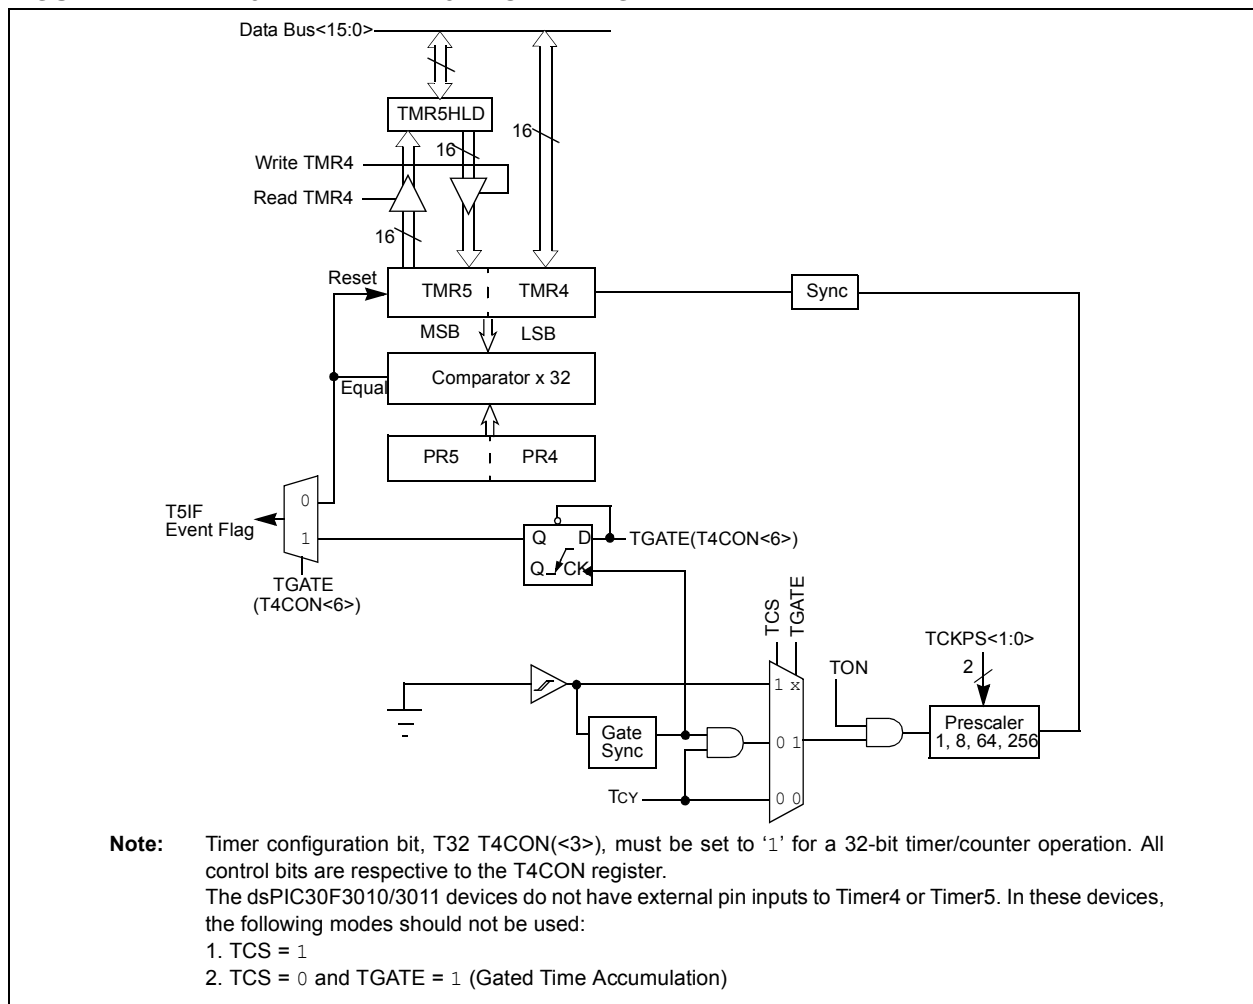 Data Bus<15:0>
TMR5HLD
16
16
Write TMR4
Read TMR4
16
Reset
TMR5
TMR4
Sync
MSB
LSB
Equal
Comparator x 32
PR5
PR4
0
T5IF
Event Flag
1
Q
D
TGATE(T4CON<6>)
Q
CK
TGATE
(T4CON<6>)
TCS
TGATE
TCKPS<1:0>
2
TON
1 x
Gate
Sync
0 1
Prescaler
1, 8, 64, 256
TCY
0 0
Note: Timer configuration bit, T32 T4CON(<3>), must be set to ‘1’ for a 32-bit timer/counter operation. All
control bits are respective to the T4CON register.
The dsPIC30F3010/3011 devices do not have external pin inputs to Timer4 or Timer5. In these devices,
the following modes should not be used:
1. TCS = 1
2. TCS = 0 and TGATE = 1 (Gated Time Accumulation)